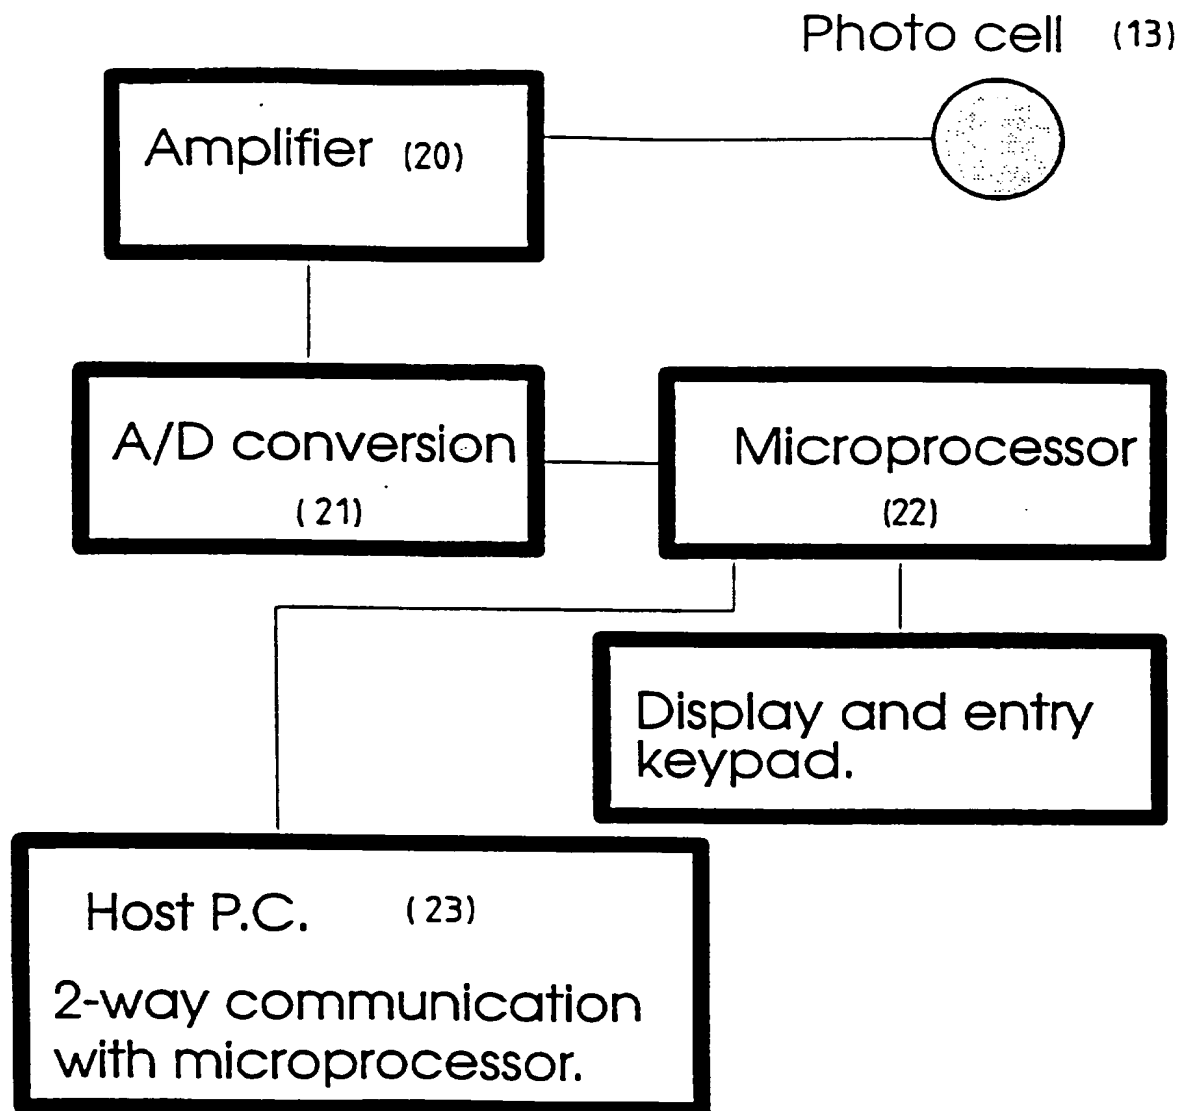 Photo cell (13)
Amplifier (20)
A/D conversion
(21)
Microprocessor
(22)
Display and entry
keypad.
Host P.C. (23)
2-way communication
with microprocessor.